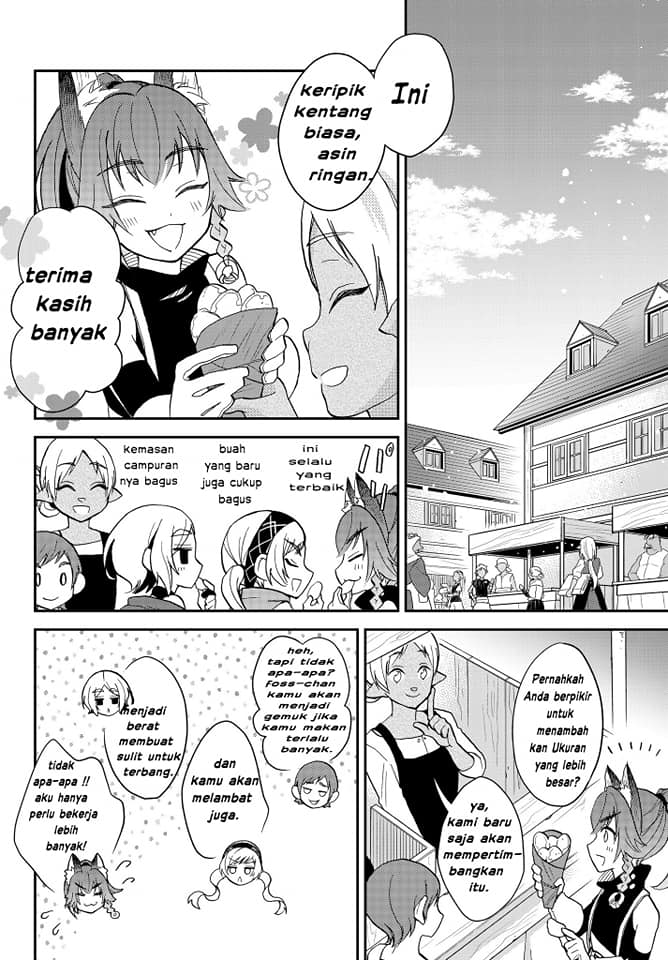 Ini
keripik
kentang
biasa,
asin
ringan.
terima
kasih
banyak
ini
selalu
yang
terbaik
buah
yang baru
juga cukup
bagus
kemasan
campuran
nya bagus
Pernahkah
Anda berpikir
untuk
menambah
kan Ukuran
yang lebih
besar?
ya,
kami baru
saja akan
mempertim-
bangkan
itu.
heh,
tapi tidak
apa-apa?
Foss-chan
kamu akan
menjadi
gemuk jika
kamu makan
terlalu
banyak.
dan
kamu akan
melambat
juga.
menjadi
berat
membuat
sulit untuk
terbang.
tidak
apa-apa !!
aku hanya
perlu bekerja
lebih
banyak!